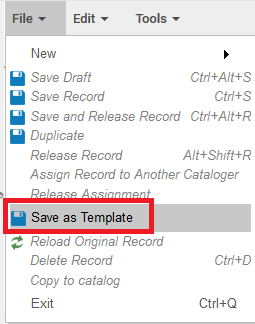 File Edit Tools
New
Save Draft Ctrl+Alt+S
Save Record Ctrl+S
Save and Release Record Ctrl+Alt+R
Duplicate
Release Record Alt+Shift+R
Assign Record to Another Cataloger
Release Assignment
Save as Template
Reload Original Record
Delete Record Ctrl+D
Copy to catalog
Exit Ctrl+Q